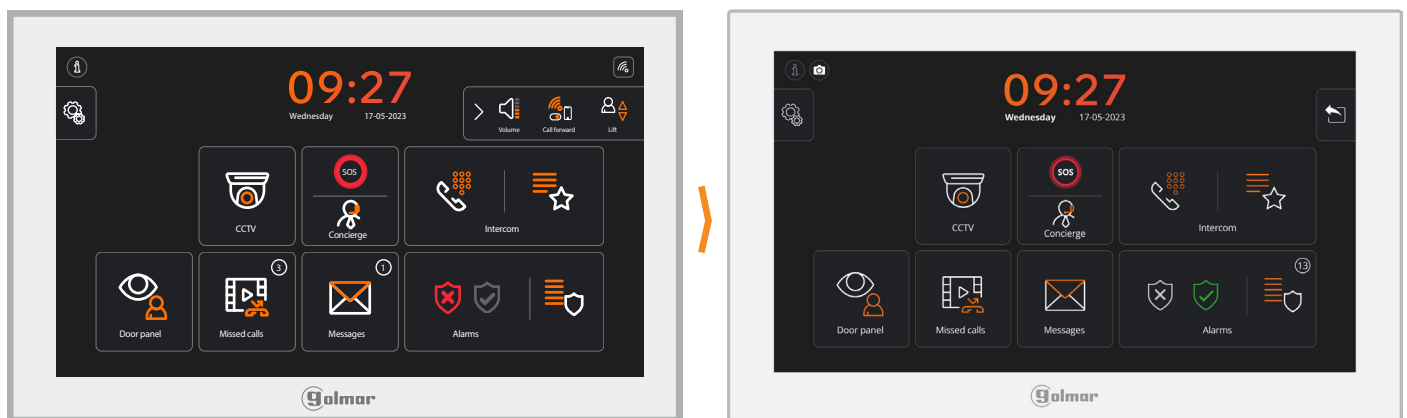 09:27
Wednesday 17-05-2023
Volume Call forward Lift
SOS
CCTV
Concierge
Intercom
3
1
Door panel
Missed calls
Messages
Alarms
golmar
09:27
Wednesday 17-05-2023
SOS
CCTV
Concierge
Intercom
13
Door panel
Missed calls
Messages
Alarms
golmar